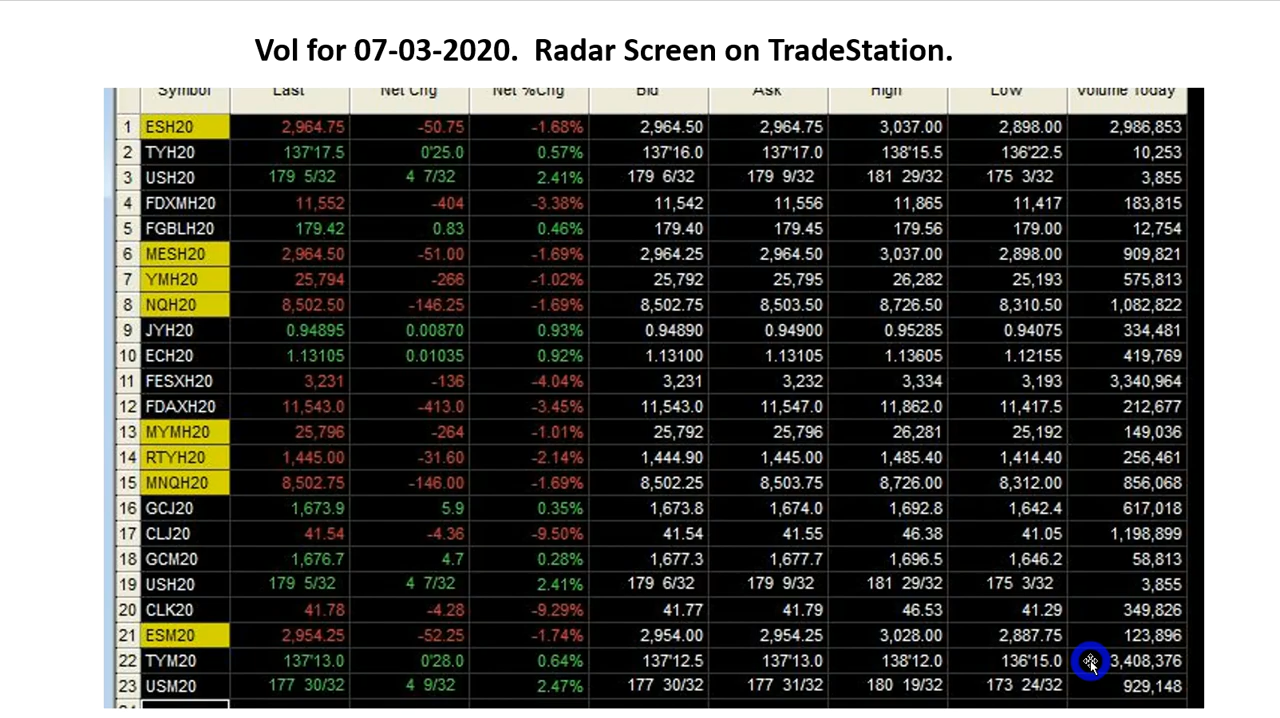 Vol for 07-03-2020. Radar Screen on TradeStation.
Symbol Last Net Chg Net %Chg Bid Ask High Low Volume Today
1 ESH20 2,964.75 -50.75 -1.68% 2,964.50 2,964.75 3,037.00 2,898.00 2,986,853
2 TYH20 137'17.5 0'25.0 0.57% 137'16.0 137'17.0 138'15.5 136'22.5 10,253
3 USH20 179 5/32 4 7/32 2.41% 179 6/32 179 9/32 181 29/32 175 3/32 3,855
4 FDXMH20 11,552 -404 -3.38% 11,542 11,556 11,865 11,417 183,815
5 FGBLH20 179.42 0.83 0.46% 179.40 179.45 179.56 179.00 12,754
6 MESH20 2,964.50 -51.00 -1.69% 2,964.25 2,964.50 3,037.00 2,898.00 909,821
7 YMH20 25,794 -266 -1.02% 25,792 25,795 26,282 25,193 575,813
8 NQH20 8,502.50 -146.25 -1.69% 8,502.75 8,503.50 8,726.50 8,310.50 1,082,822
9 JYH20 0.94895 0.00870 0.93% 0.94890 0.94900 0.95285 0.94075 334,481
10 ECH20 1.13105 0.01035 0.92% 1.13100 1.13105 1.13605 1.12155 419,769
11 FESXH20 3,231 -136 -4.04% 3,231 3,232 3,334 3,193 3,340,964
12 FDAXH20 11,543.0 -413.0 -3.45% 11,543.0 11,547.0 11,862.0 11,417.5 212,677
13 MYMH20 25,796 -264 -1.01% 25,792 25,796 26,281 25,192 149,036
14 RTYH20 1,445.00 -31.60 -2.14% 1,444.90 1,445.00 1,485.40 1,414.40 256,461
15 MNQH20 8,502.75 -146.00 -1.69% 8,502.25 8,503.75 8,726.00 8,312.00 856,068
16 GCJ20 1,673.9 5.9 0.35% 1,673.8 1,674.0 1,692.8 1,642.4 617,018
17 CLJ20 41.54 -4.36 -9.50% 41.54 41.55 46.38 41.05 1,198,899
18 GCM20 1,676.7 4.7 0.28% 1,677.3 1,677.7 1,696.5 1,646.2 58,813
19 USH20 179 5/32 4 7/32 2.41% 179 6/32 179 9/32 181 29/32 175 3/32 3,855
20 CLK20 41.78 -4.28 -9.29% 41.77 41.79 46.53 41.29 349,826
21 ESM20 2,954.25 -52.25 -1.74% 2,954.00 2,954.25 3,028.00 2,887.75 123,896
22 TYM20 137'13.0 0'28.0 0.64% 137'12.5 137'13.0 138'12.0 136'15.0 3,408,376
23 USM20 177 30/32 4 9/32 2.47% 177 30/32 177 31/32 180 19/32 173 24/32 929,148